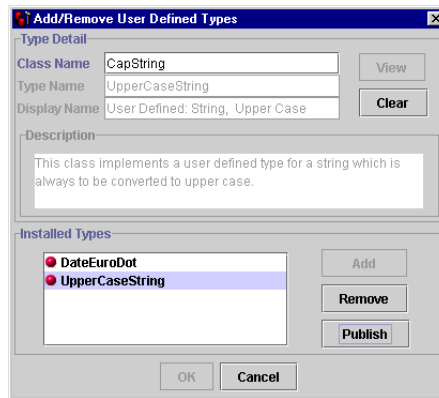 Add/Remove User Defined Types
Type Detail
Class Name CapString View
Type Name UpperCaseString
Display Name User Defined: String, Upper Case Clear
Description
This class implements a user defined type for a string which is
always to be converted to upper case.
Installed Types
DateEuroDot Add
UpperCaseString
Remove
Publish
OK Cancel